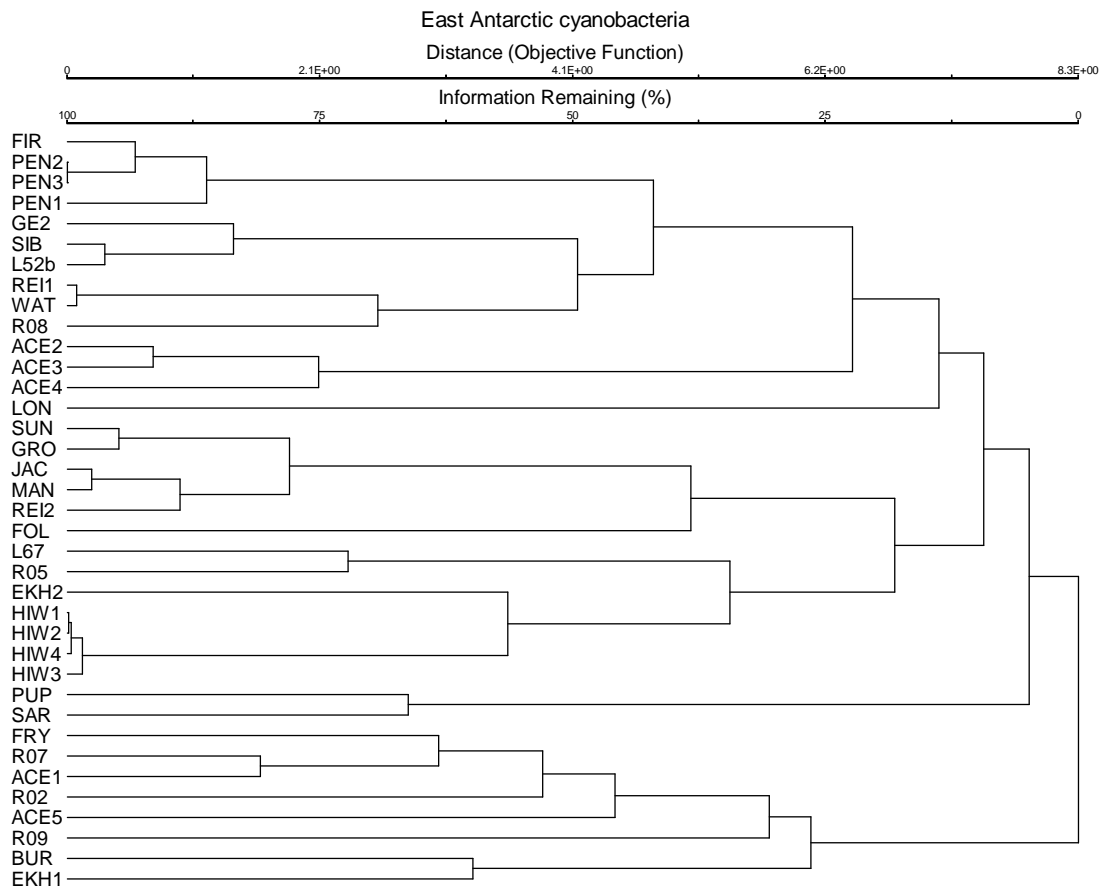 East Antarctic cyanobacteria
Distance (Objective Function)
0 2.1E+00 4.1E+00 6.2E+00 8.3E+00
Information Remaining (%)
100 75 50 25 0
FIR
PEN2
PEN3
PEN1
GE2
SIB
L52b
REI1
WAT
R08
ACE2
ACE3
ACE4
LON
SUN
GRO
JAC
MAN
REI2
FOL
L67
R05
EKH2
HIW1
HIW2
HIW4
HIW3
PUP
SAR
FRY
R07
ACE1
R02
ACE5
R09
BUR
EKH1